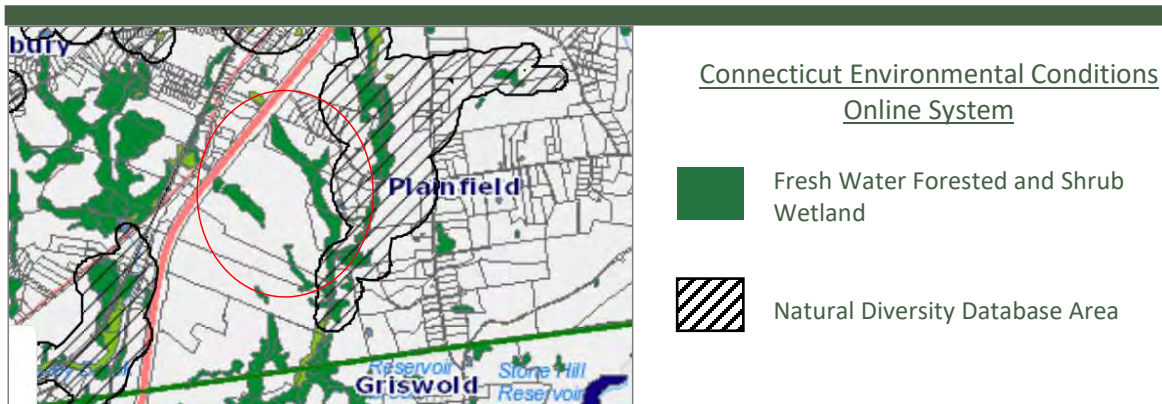 bury
Plainfield
Reservoir
Griswold
Stone Hill
Reservoir
Connecticut Environmental Conditions
Online System
Fresh Water Forested and Shrub
Wetland
Natural Diversity Database Area